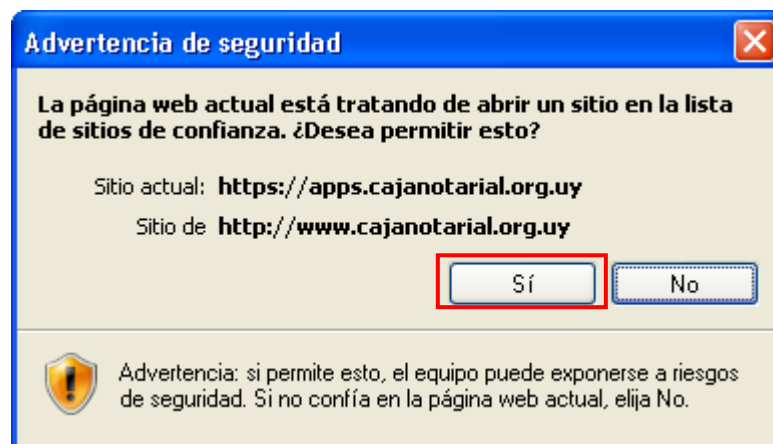 Advertencia de seguridad
La página web actual está tratando de abrir un sitio en la lista
de sitios de confianza. ¿Desea permitir esto?
Sitio actual: https://apps.cajanotarial.org.uy
Sitio de http://www.cajanotarial.org.uy
Sí No
Advertencia: si permite esto, el equipo puede exponerse a riesgos
de seguridad. Si no confía en la página web actual, elija No.